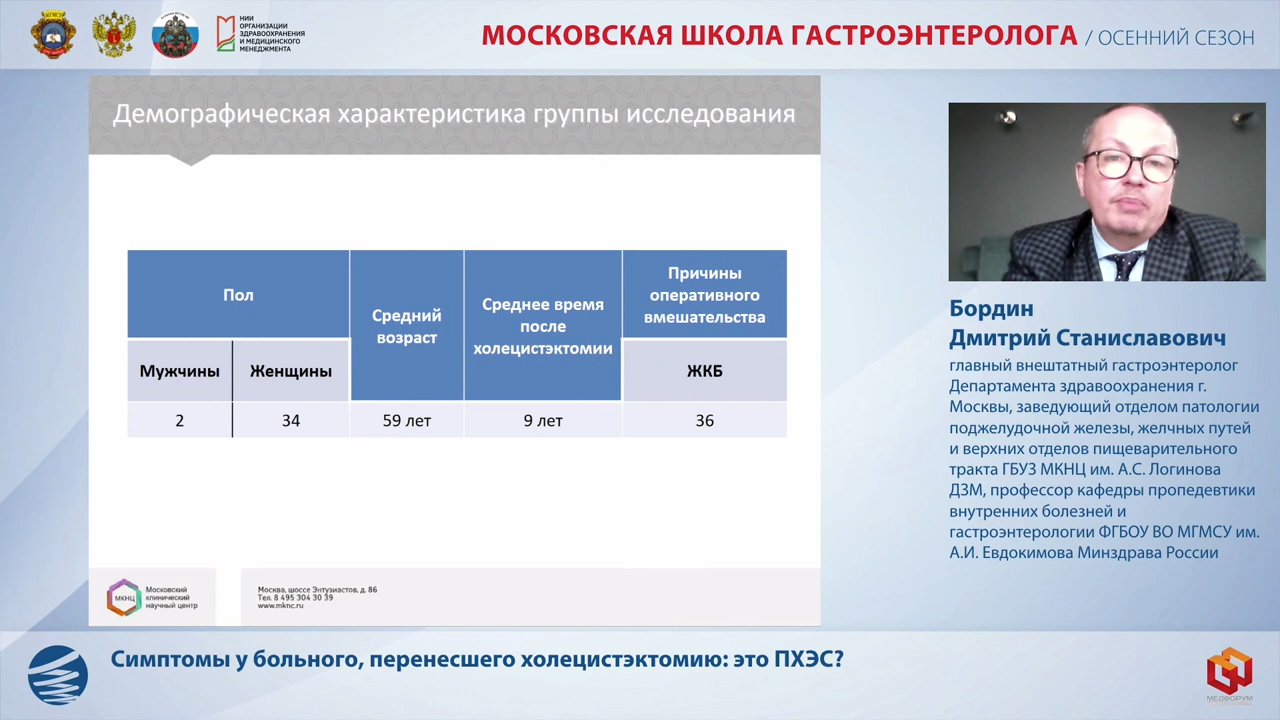 НИИ
ОРГАНИЗАЦИИ
ЗДРАВООХРАНЕНИЯ
И МЕДИЦИНСКОГО
МЕНЕДЖМЕНТА
МОСКОВСКАЯ ШКОЛА ГАСТРОЭНТЕРОЛОГА / ОСЕННИЙ СЕЗОН
Демографическая характеристика группы исследования
Пол
Средний
возраст
Среднее время
после
холецистэктомии
Причины
оперативного
вмешательства
Мужчины
Женщины
ЖКБ
2
34
59 лет
9 лет
36
МКНЦ
Московский
клинический
научный центр
Москва, шоссе Энтузиастов, д. 86
Тел. 8 495 304 30 39
www.mknc.ru
Бордин
Дмитрий Станиславович
главный внештатный гастроэнтеролог
Департамента здравоохранения г.
Москвы, заведующий отделом патологии
поджелудочной железы, желчных путей
и верхних отделов пищеварительного
тракта ГБУЗ МКНЦ им. А.С. Логинова
ДЗМ, профессор кафедры пропедевтики
внутренних болезней и
гастроэнтерологии ФГБОУ ВО МГМСУ им.
А.И. Евдокимова Минздрава России
Симптомы у больного, перенесшего холецистэктомию: это ПХЭС?
МЕДФОРУМ